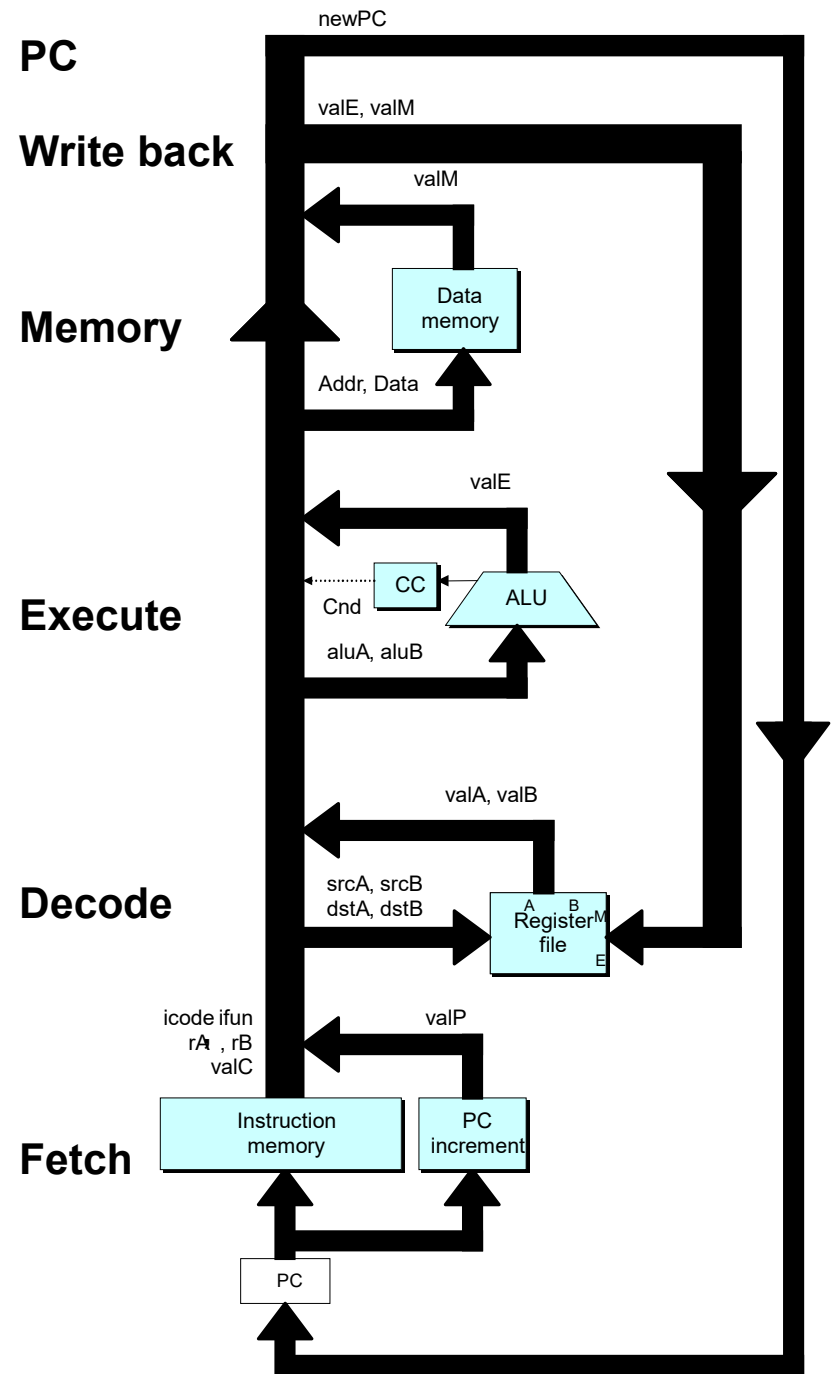 newPC
PC
valE, valM
Write back
valM
Data
memory
Memory
Addr, Data
valE
CC
ALU
Cnd
Execute
aluA, aluB
valA, valB
srcA, srcB
dstA, dstB
Decode
A B
Register M
file
E
icode ifun
rA , rB
valC
valP
Instruction
memory
PC
increment
Fetch
PC